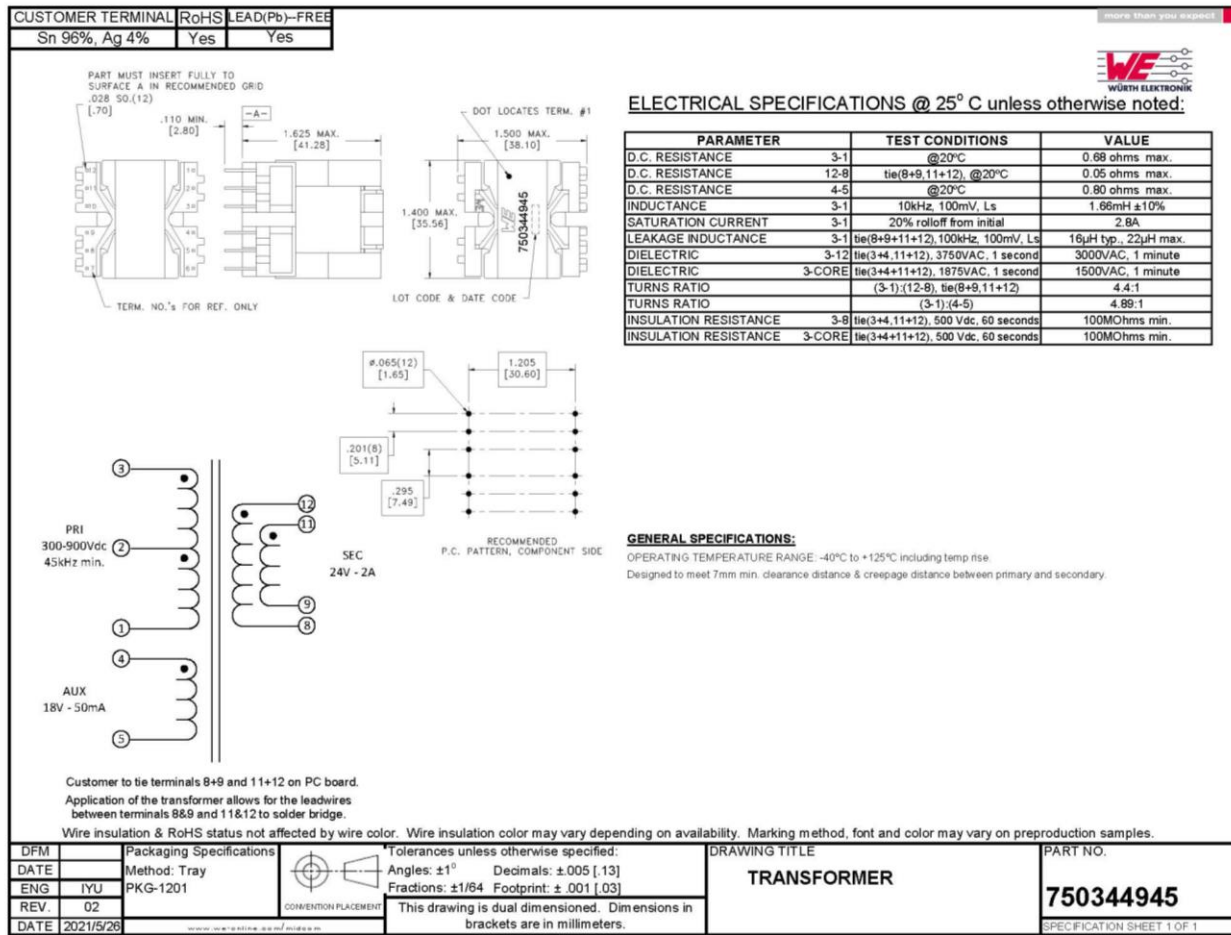 CUSTOMER TERMINAL RoHS LEAD(Pb)-FREE
Sn 96%, Ag 4% Yes Yes
more than you expect
WE
WÜRTH ELEKTRONIK
PART MUST INSERT FULLY TO
SURFACE A IN RECOMMENDED GRID
.028 SQ.(12)
[.70]
.110 MIN.
[2.80]
-A-
1.625 MAX.
[41.28]
DOT LOCATES TERM. #1
1.500 MAX.
[38.10]
1.400 MAX.
[35.56]
12
11
10
9
8
7
1
2
3
4
5
6
WE
750344945
TERM. NO.'s FOR REF. ONLY
LOT CODE & DATE CODE
ELECTRICAL SPECIFICATIONS @ 25° C unless otherwise noted:
PARAMETER TEST CONDITIONS VALUE
D.C. RESISTANCE 3-1 @20°C 0.68 ohms max.
D.C. RESISTANCE 12-8 tie(8+9,11+12), @20°C 0.05 ohms max.
D.C. RESISTANCE 4-5 @20°C 0.80 ohms max.
INDUCTANCE 3-1 10kHz, 100mV, Ls 1.66mH ±10%
SATURATION CURRENT 3-1 20% rolloff from initial 2.8A
LEAKAGE INDUCTANCE 3-1 tie(8+9+11+12),100kHz, 100mV, Ls 16µH typ., 22µH max.
DIELECTRIC 3-12 tie(3+4,11+12), 3750VAC, 1 second 3000VAC, 1 minute
DIELECTRIC 3-CORE tie(3+4+11+12), 1875VAC, 1 second 1500VAC, 1 minute
TURNS RATIO (3-1):(12-8), tie(8+9,11+12) 4.4:1
TURNS RATIO (3-1):(4-5) 4.89:1
INSULATION RESISTANCE 3-8 tie(3+4,11+12), 500 Vdc, 60 seconds 100MOhms min.
INSULATION RESISTANCE 3-CORE tie(3+4+11+12), 500 Vdc, 60 seconds 100MOhms min.
ø.065(12)
[1.65]
1.205
[30.60]
.201(8)
[5.11]
.295
[7.49]
RECOMMENDED
P.C. PATTERN, COMPONENT SIDE
3
PRI
300-900Vdc
45kHz min.
2
1
4
AUX
18V - 50mA
5
12
11
SEC
24V - 2A
9
8
GENERAL SPECIFICATIONS:
OPERATING TEMPERATURE RANGE: -40°C to +125°C including temp rise.
Designed to meet 7mm min. clearance distance & creepage distance between primary and secondary.
Customer to tie terminals 8+9 and 11+12 on PC board.
Application of the transformer allows for the leadwires
between terminals 8&9 and 11&12 to solder bridge.
Wire insulation & RoHS status not affected by wire color. Wire insulation color may vary depending on availability. Marking method, font and color may vary on preproduction samples.
DFM
DATE
ENG IYU
REV. 02
DATE 2021/5/26
Packaging Specifications
Method: Tray
PKG-1201
www.we-online.com/midcom
CONVENTION PLACEMENT
Tolerances unless otherwise specified:
Angles: ±1° Decimals: ±.005 [.13]
Fractions: ±1/64 Footprint: ± .001 [.03]
This drawing is dual dimensioned. Dimensions in
brackets are in millimeters.
DRAWING TITLE
TRANSFORMER
PART NO.
750344945
SPECIFICATION SHEET 1 OF 1